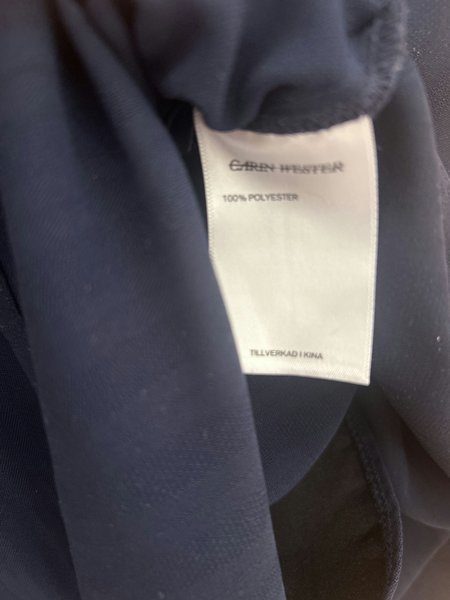 CARIN WESTER
100% POLYESTER
TILLVERKAD I KINA